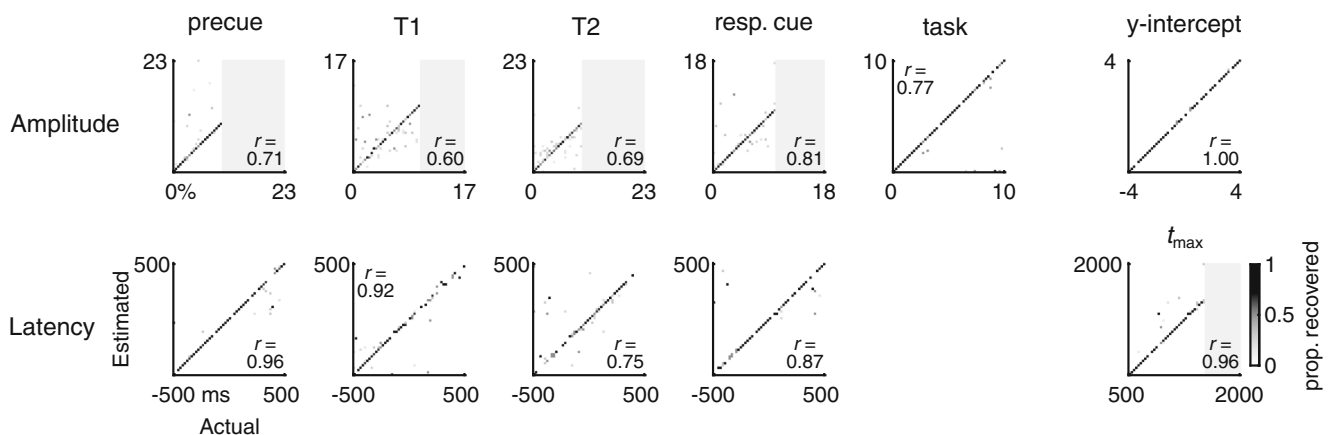 precue T1 T2 resp. cue task y-intercept
Amplitude
23 17 23 18 10 4
r = 0.71
r = 0.60
r = 0.69
r = 0.81
r = 0.77
r = 1.00
0% 23 0 17 0 23 0 18 0 10 -4 4
Latency
Estimated
500 500 500 500
tmax
2000
r = 0.96
r = 0.92
r = 0.75
r = 0.87
r = 0.96
1
0.5
0
prop. recovered
-500 ms 500 -500 500 -500 500 -500 500 500 2000
Actual